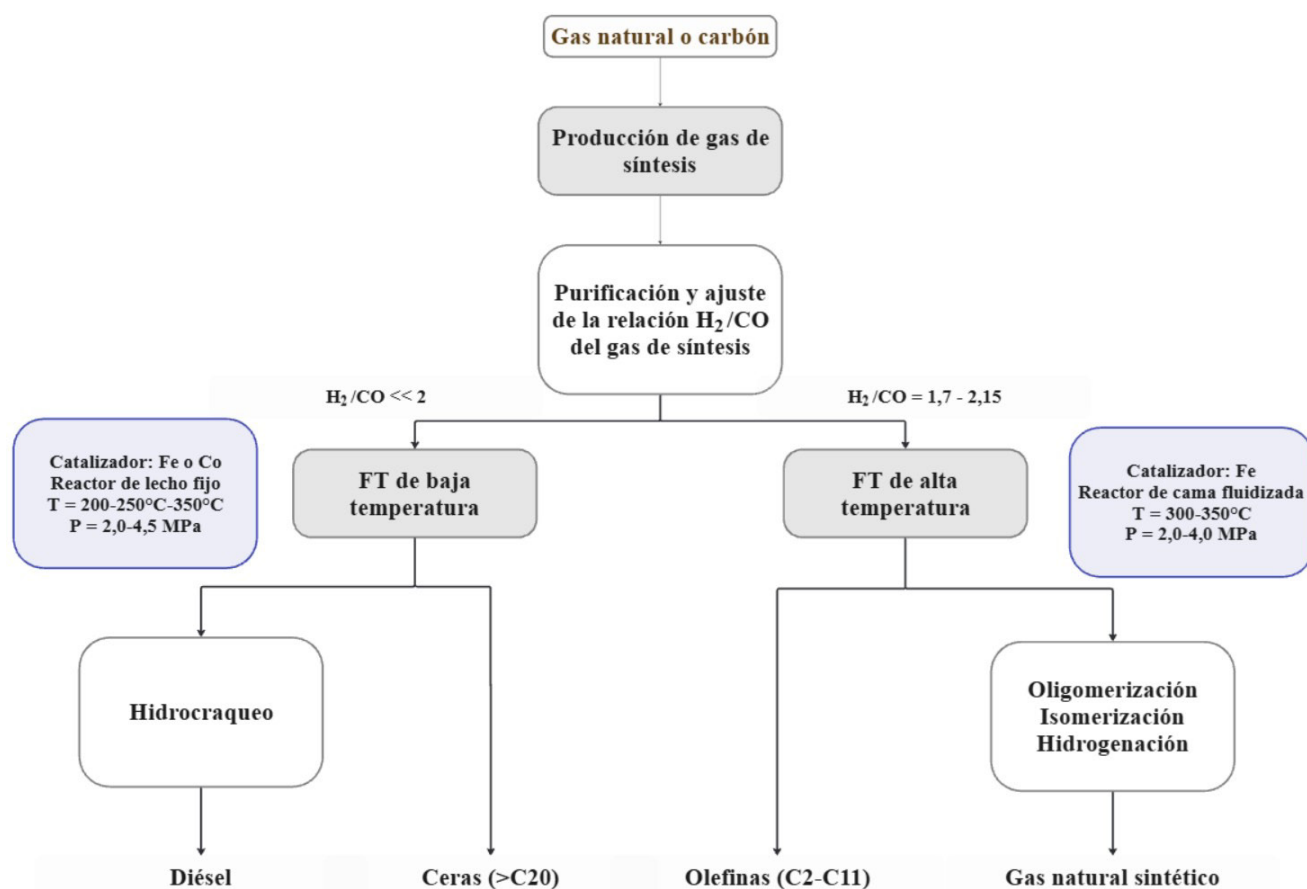 Gas natural o carbón
Producción de gas de
síntesis
Purificación y ajuste
de la relación H₂/CO
del gas de síntesis
H₂/CO << 2
H₂/CO = 1,7 - 2,15
Catalizador: Fe o Co
Reactor de lecho fijo
T = 200-250°C-350°C
P = 2,0-4,5 MPa
FT de baja
temperatura
FT de alta
temperatura
Catalizador: Fe
Reactor de cama fluidizada
T = 300-350°C
P = 2,0-4,0 MPa
Hidrocraqueo
Oligomerización
Isomerización
Hidrogenación
Diésel
Ceras (>C20)
Olefinas (C2-C11)
Gas natural sintético